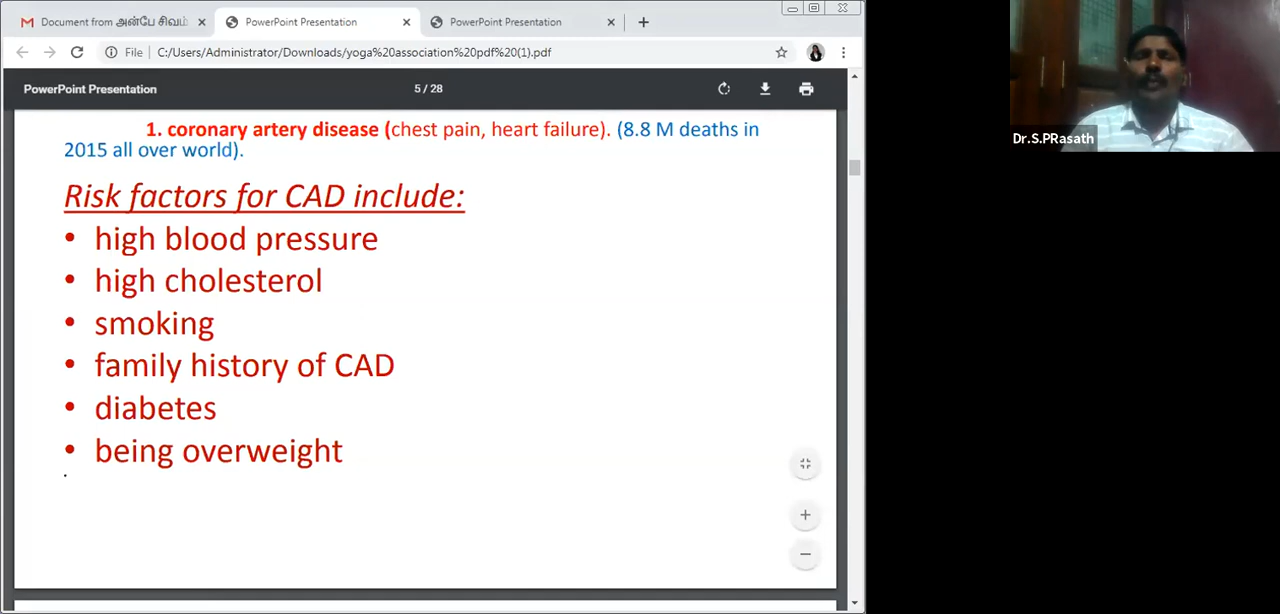 Document from அன்பே சிவம்
PowerPoint Presentation
PowerPoint Presentation
File
C:/Users/Administrator/Downloads/yoga%20association%20pdf%20(1).pdf
PowerPoint Presentation
5 / 28
1. coronary artery disease (chest pain, heart failure). (8.8 M deaths in
2015 all over world).
Risk factors for CAD include:
• high blood pressure
• high cholesterol
• smoking
• family history of CAD
• diabetes
• being overweight
.
Dr.S.PRasath